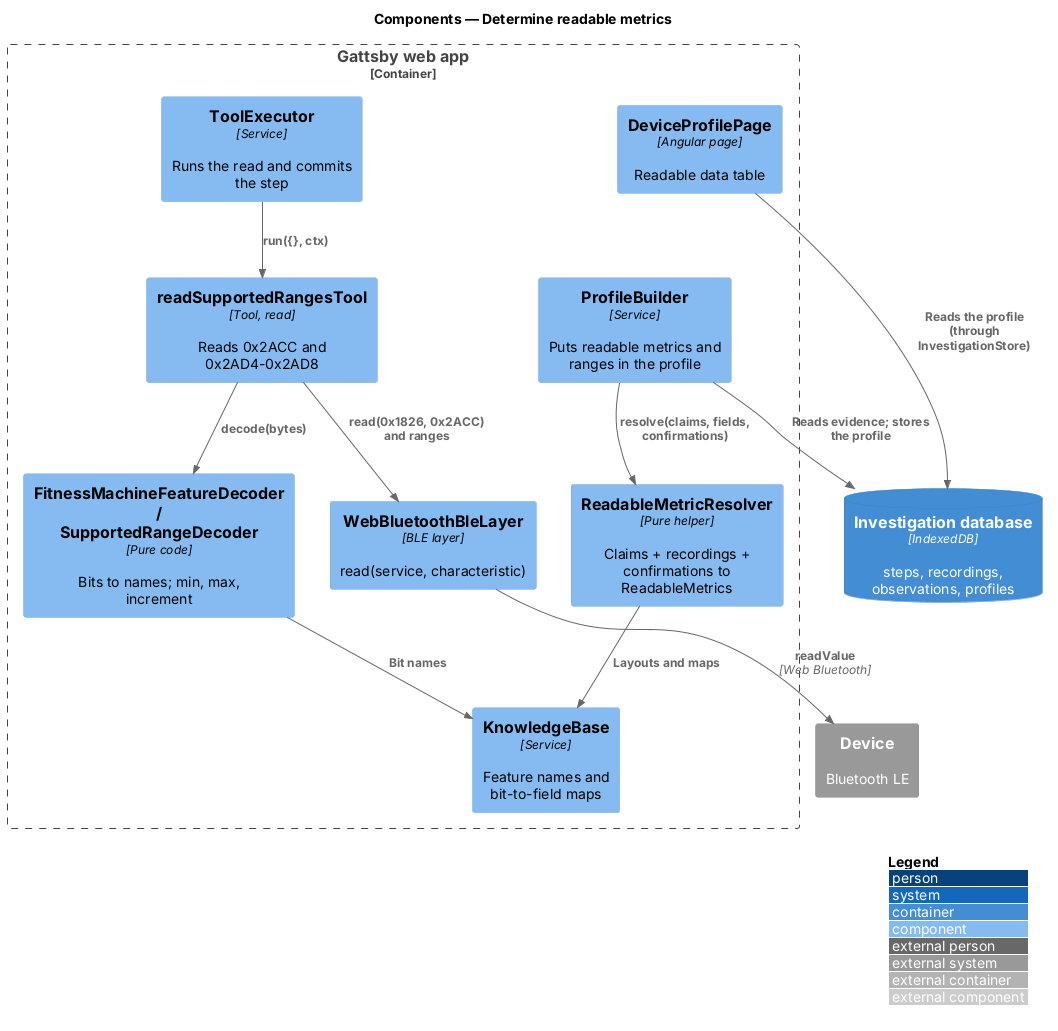 Components — Determine readable metrics
Gattsby web app
[Container]
ToolExecutor
[Service]
Runs the read and commits
the step
DeviceProfilePage
[Angular page]
Readable data table
run({}, ctx)
readSupportedRangesTool
[Tool, read]
Reads 0x2ACC and
0x2AD4-0x2AD8
ProfileBuilder
[Service]
Puts readable metrics and
ranges in the profile
Reads the profile
(through
InvestigationStore)
decode(bytes)
read(0x1826, 0x2ACC)
and ranges
resolve(claims, fields,
confirmations)
Reads evidence; stores
the profile
FitnessMachineFeatureDecoder
/
SupportedRangeDecoder
[Pure code]
Bits to names; min, max,
increment
WebBluetoothBleLayer
[BLE layer]
read(service, characteristic)
ReadableMetricResolver
[Pure helper]
Claims + recordings +
confirmations to
ReadableMetrics
Investigation database
[IndexedDB]
steps, recordings,
observations, profiles
Bit names
Layouts and maps
readValue
[Web Bluetooth]
KnowledgeBase
[Service]
Feature names and
bit-to-field maps
Device
Bluetooth LE
Legend
person
system
container
component
external person
external system
external container
external component